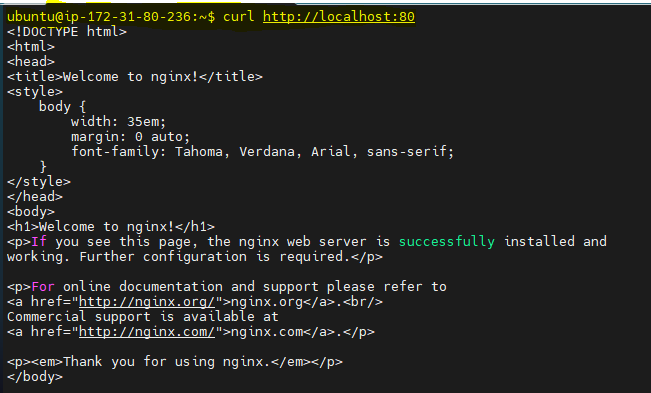 ubuntu@ip-172-31-80-236:~$ curl http://localhost:80
<!DOCTYPE html>
<html>
<head>
<title>Welcome to nginx!</title>
<style>
    body {
        width: 35em;
        margin: 0 auto;
        font-family: Tahoma, Verdana, Arial, sans-serif;
    }
</style>
</head>
<body>
<h1>Welcome to nginx!</h1>
<p>If you see this page, the nginx web server is successfully installed and
working. Further configuration is required.</p>

<p>For online documentation and support please refer to
<a href="http://nginx.org/">nginx.org</a>.<br/>
Commercial support is available at
<a href="http://nginx.com/">nginx.com</a>.</p>

<p><em>Thank you for using nginx.</em></p>
</body>